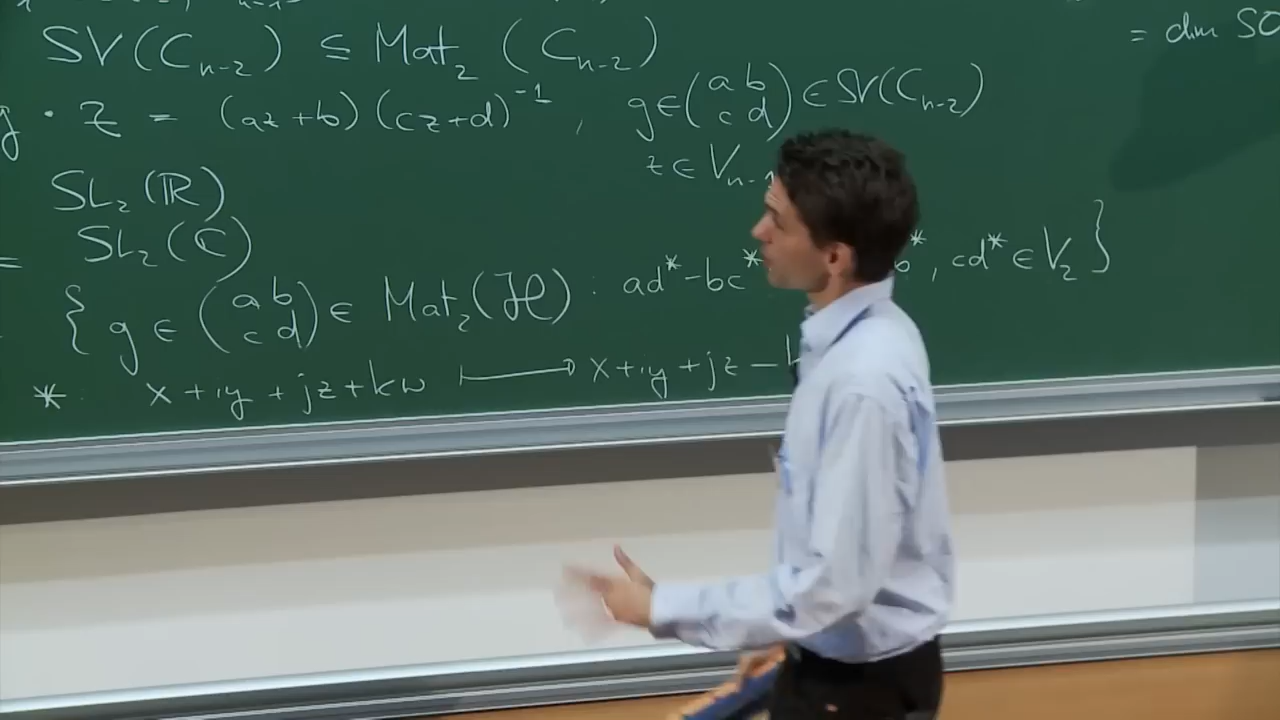 = dim SO
SV(C_{n-2}) ⊆ Mat_2 (C_{n-2})
g · z = (az+b)(cz+d)^{-1} , g ∈ (a b c d) ∈ SV(C_{n-2})
z ∈ V_{n-1}
SL_2(ℝ)
= SL_2(ℂ)
{ g ∈ (a b c d) ∈ Mat_2(ℋ) : ad* - bc* b*, cd* ∈ V_2 }
* x + iy + jz + kw ⟼ x + iy + jz -